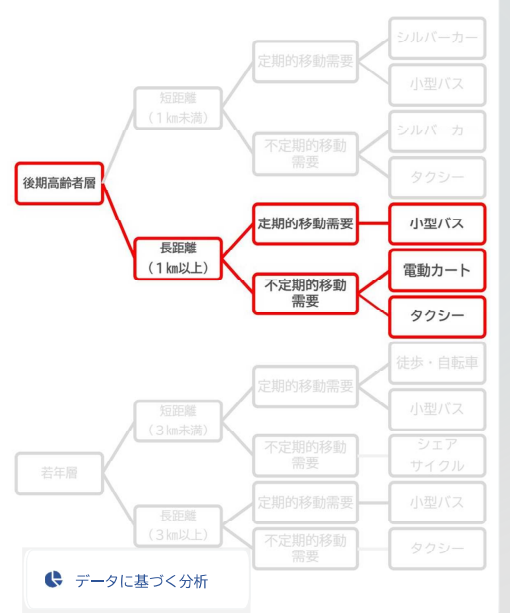 後期高齢者層
短距離
（1㎞未満）
定期的移動需要
シルバーカー
小型バス
不定期的移動
需要
シルバ カ
タクシー
長距離
（1㎞以上）
定期的移動需要
小型バス
不定期的移動
需要
電動カート
タクシー
若年層
短距離
（3㎞未満）
定期的移動需要
徒歩・自転車
小型バス
不定期的移動
需要
シェア
サイクル
長距離
（3㎞以上）
定期的移動需要
小型バス
不定期的移動
需要
タクシー
データに基づく分析